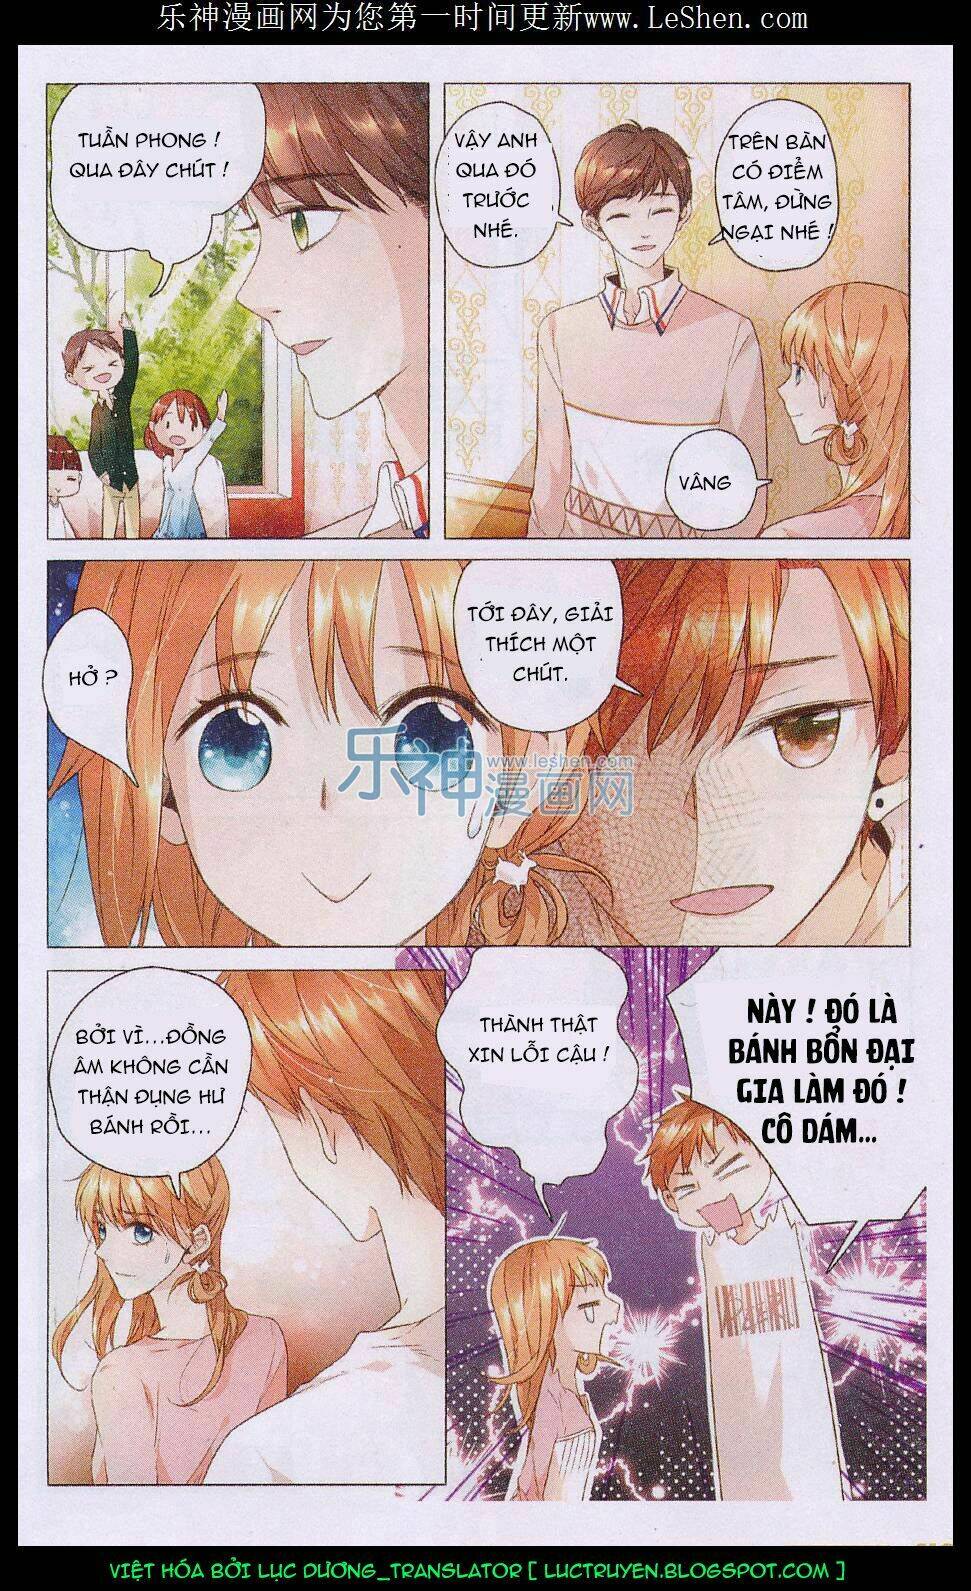 乐神漫画网为您第一时间更新www.LeShen.com
TUẦN PHONG !
QUA ĐÂY CHÚT !
VẬY ANH
QUA ĐÓ
TRƯỚC
NHÉ.
TRÊN BÀN
CÓ ĐIỂM
TÂM, ĐỪNG
NGẠI NHÉ !
VÂNG
HỞ ?
TỚI ĐÂY, GIẢI
THÍCH MỘT
CHÚT.
乐神漫画网
www.leshen.com
BỞI VÌ...ĐỒNG
ÂM KHÔNG CẨN
THẬN ĐỤNG HƯ
BÁNH RỒI...
THÀNH THẬT
XIN LỖI CẬU !
NÀY ! ĐÓ LÀ
BÁNH BỔN ĐẠI
GIA LÀM ĐÓ !
CÔ DÁM...
VIỆT HÓA BỞI LỤC DƯƠNG_TRANSLATOR [ LUCTRUYEN.BLOGSPOT.COM ]